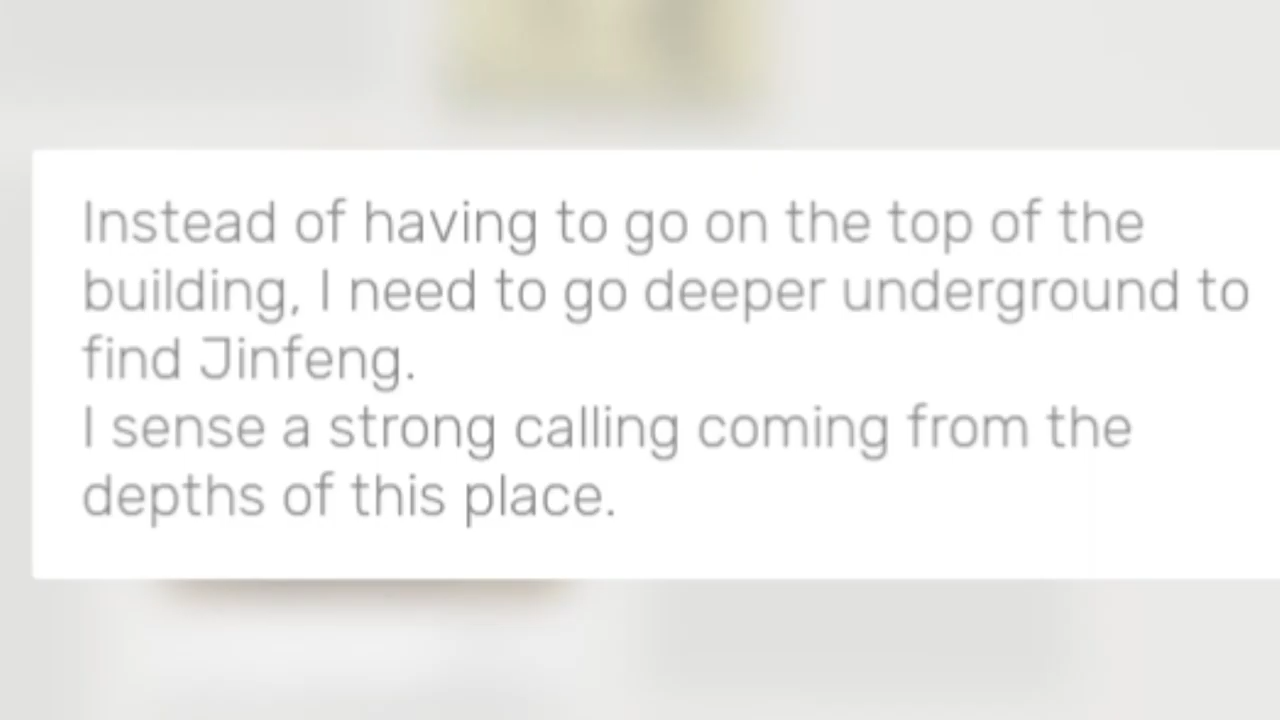 Instead of having to go on the top of the
building, I need to go deeper underground to
find Jinfeng.
I sense a strong calling coming from the
depths of this place.